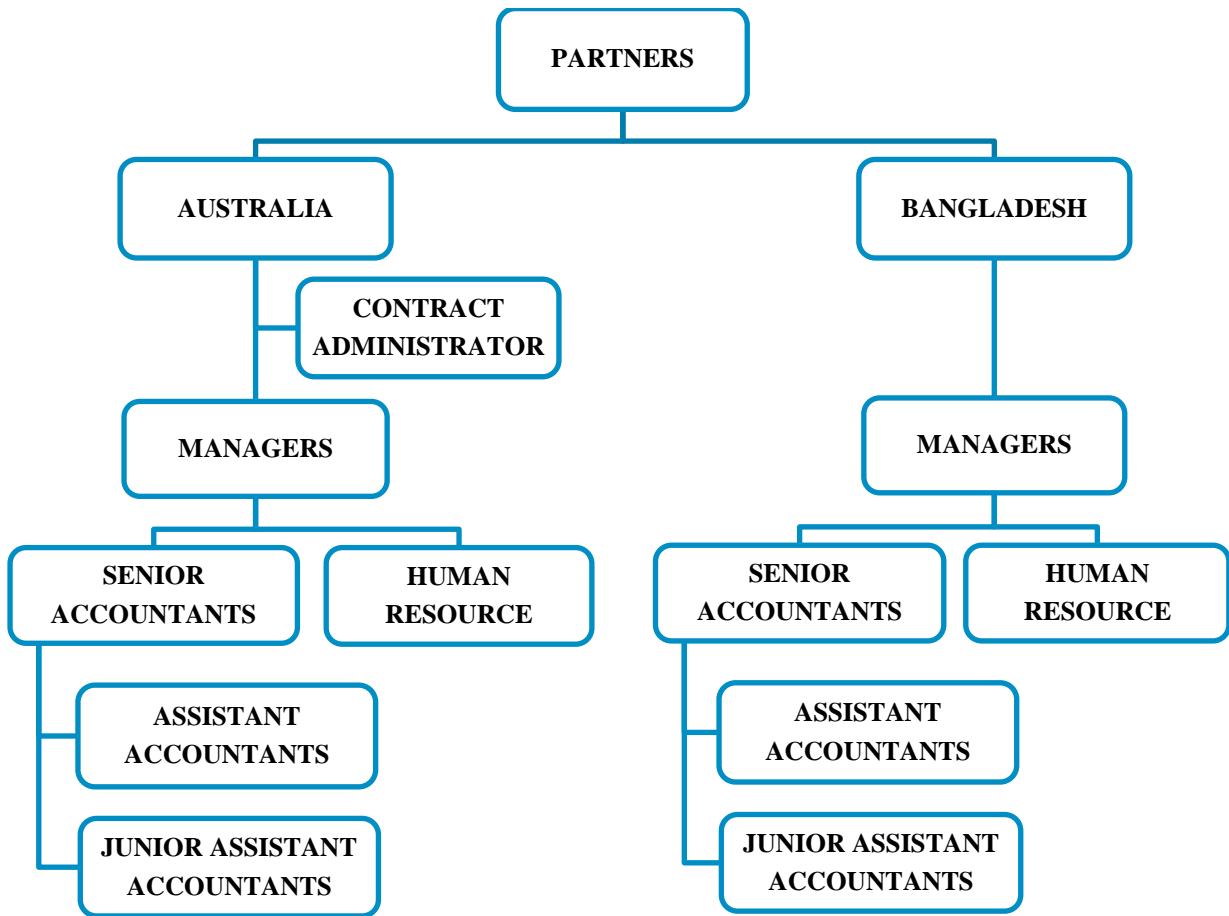 PARTNERS
AUSTRALIA
BANGLADESH
CONTRACT
ADMINISTRATOR
MANAGERS
MANAGERS
SENIOR
ACCOUNTANTS
HUMAN
RESOURCE
SENIOR
ACCOUNTANTS
HUMAN
RESOURCE
ASSISTANT
ACCOUNTANTS
ASSISTANT
ACCOUNTANTS
JUNIOR ASSISTANT
ACCOUNTANTS
JUNIOR ASSISTANT
ACCOUNTANTS